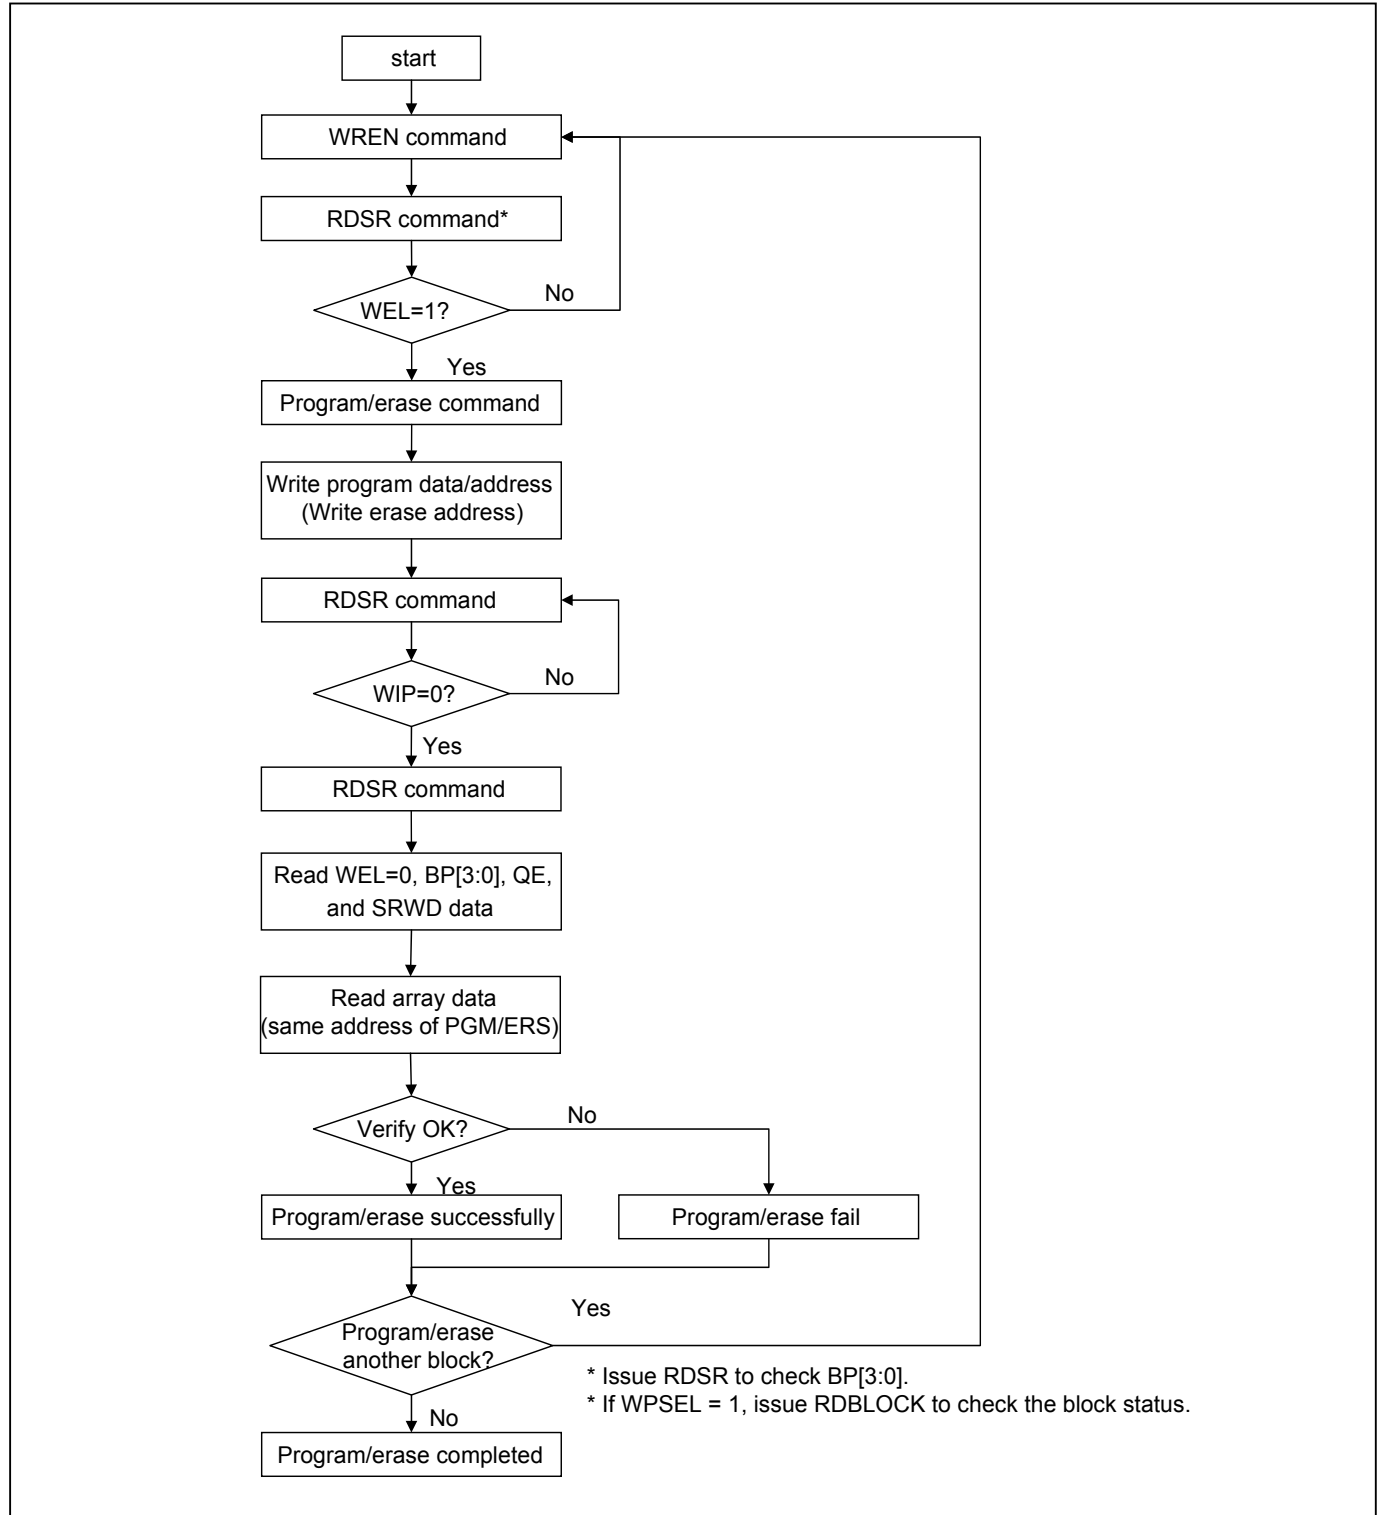 start
WREN command
RDSR command*
WEL=1?
No
Yes
Program/erase command
Write program data/address
(Write erase address)
RDSR command
WIP=0?
No
Yes
RDSR command
Read WEL=0, BP[3:0], QE,
and SRWD data
Read array data
(same address of PGM/ERS)
Verify OK?
No
Yes
Program/erase successfully
Program/erase fail
Yes
Program/erase
another block?
* Issue RDSR to check BP[3:0].
* If WPSEL = 1, issue RDBLOCK to check the block status.
No
Program/erase completed